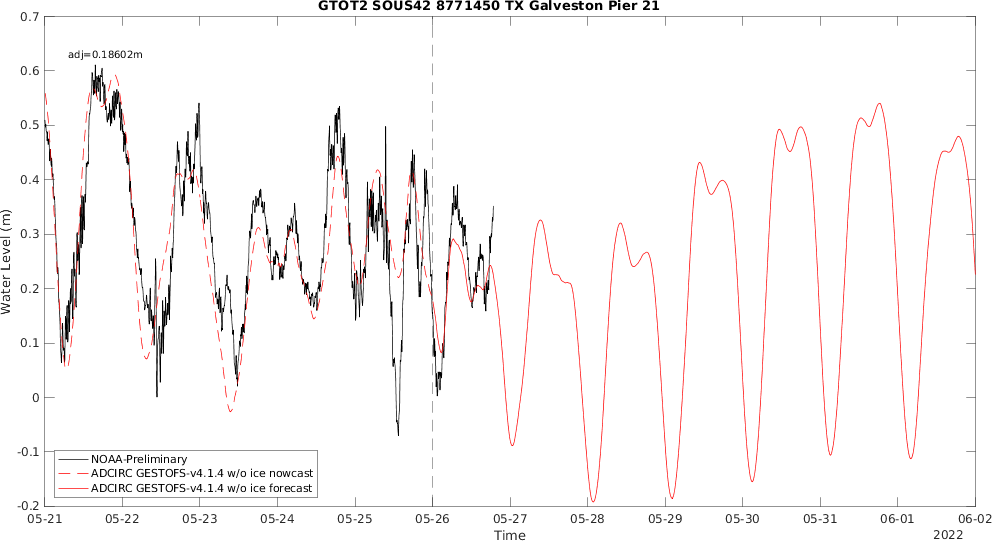 GTOT2 SOUS42 8771450 TX Galveston Pier 21
adj=0.18602m
0.7
0.6
0.5
0.4
0.3
0.2
0.1
0
-0.1
-0.2
Water Level (m)
NOAA-Preliminary
ADCIRC GESTOFS-v4.1.4 w/o ice nowcast
ADCIRC GESTOFS-v4.1.4 w/o ice forecast
05-21 05-22 05-23 05-24 05-25 05-26 05-27 05-28 05-29 05-30 05-31 06-01 06-02
Time
2022